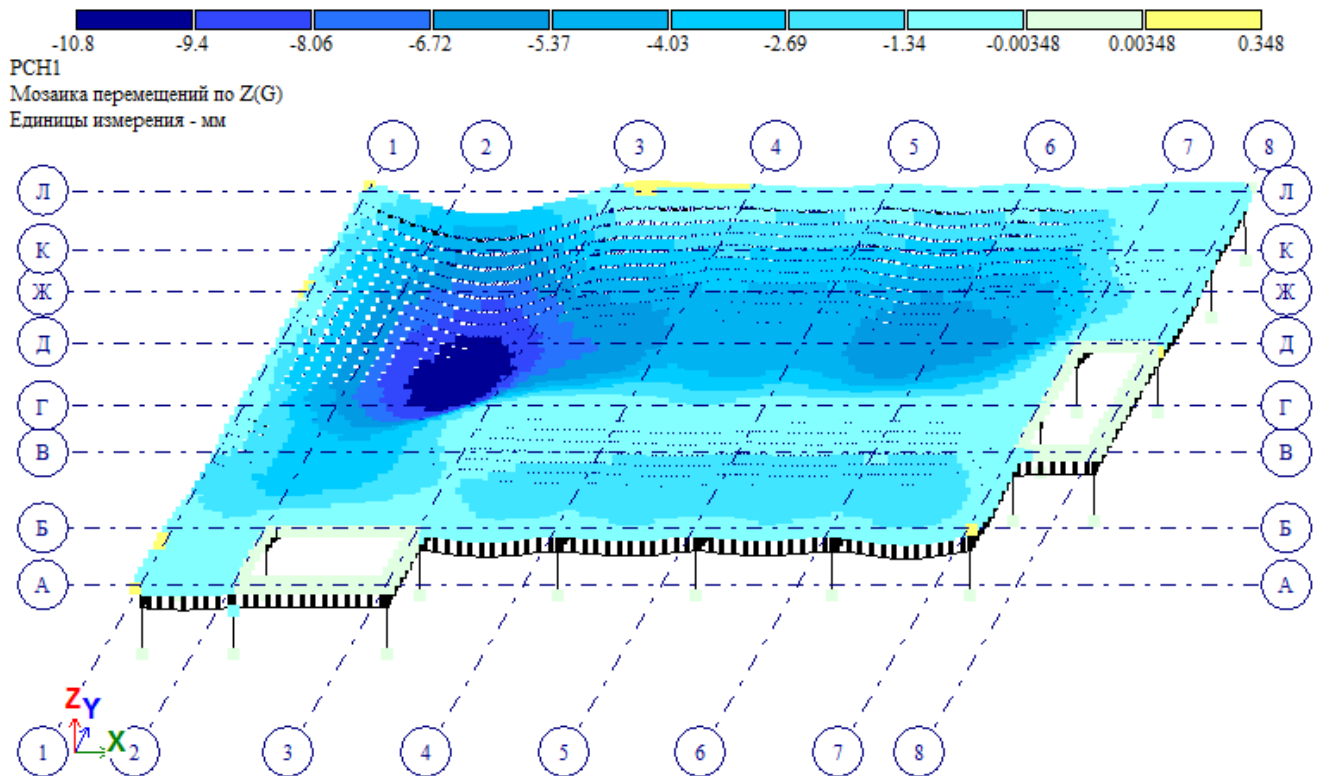 -10.8 -9.4 -8.06 -6.72 -5.37 -4.03 -2.69 -1.34 -0.00348 0.00348 0.348
РСН1
Мозаика перемещений по Z(G)
Единицы измерения - мм
1 2 3 4 5 6 7 8
Л Л
К К
Ж Ж
Д Д
Г Г
В В
Б Б
А А
Z Y
X
1 2 3 4 5 6 7 8